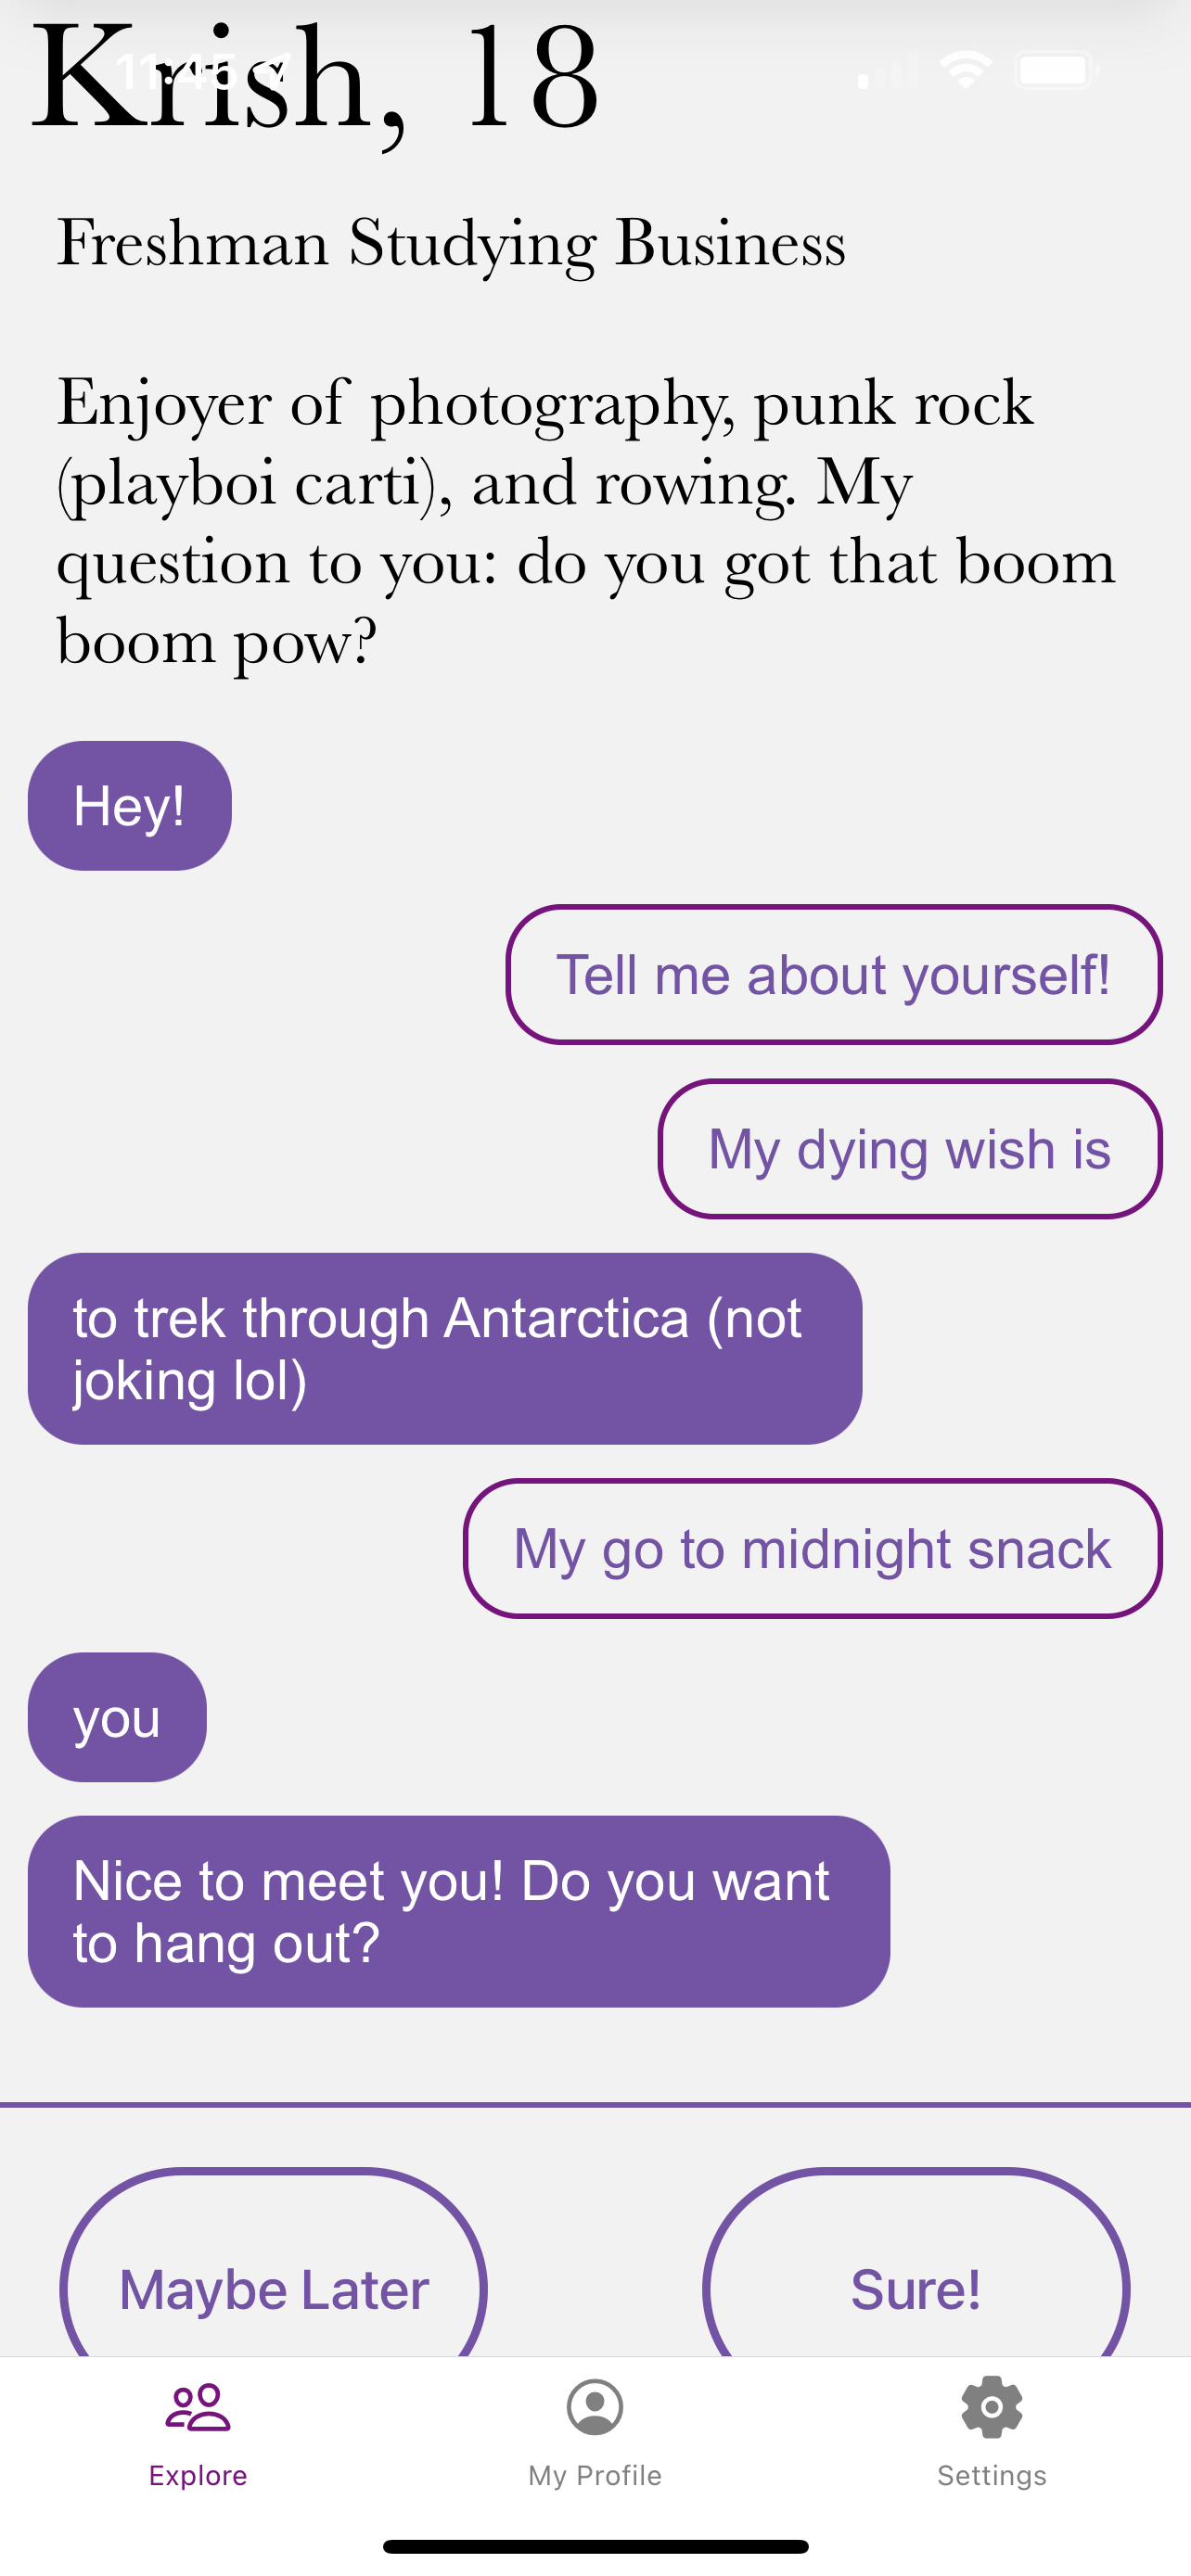 11:45
Krish, 18
Freshman Studying Business
Enjoyer of photography, punk rock
(playboi carti), and rowing. My
question to you: do you got that boom
boom pow?
Hey!
Tell me about yourself!
My dying wish is
to trek through Antarctica (not
joking lol)
My go to midnight snack
you
Nice to meet you! Do you want
to hang out?
Maybe Later
Sure!
Explore
My Profile
Settings